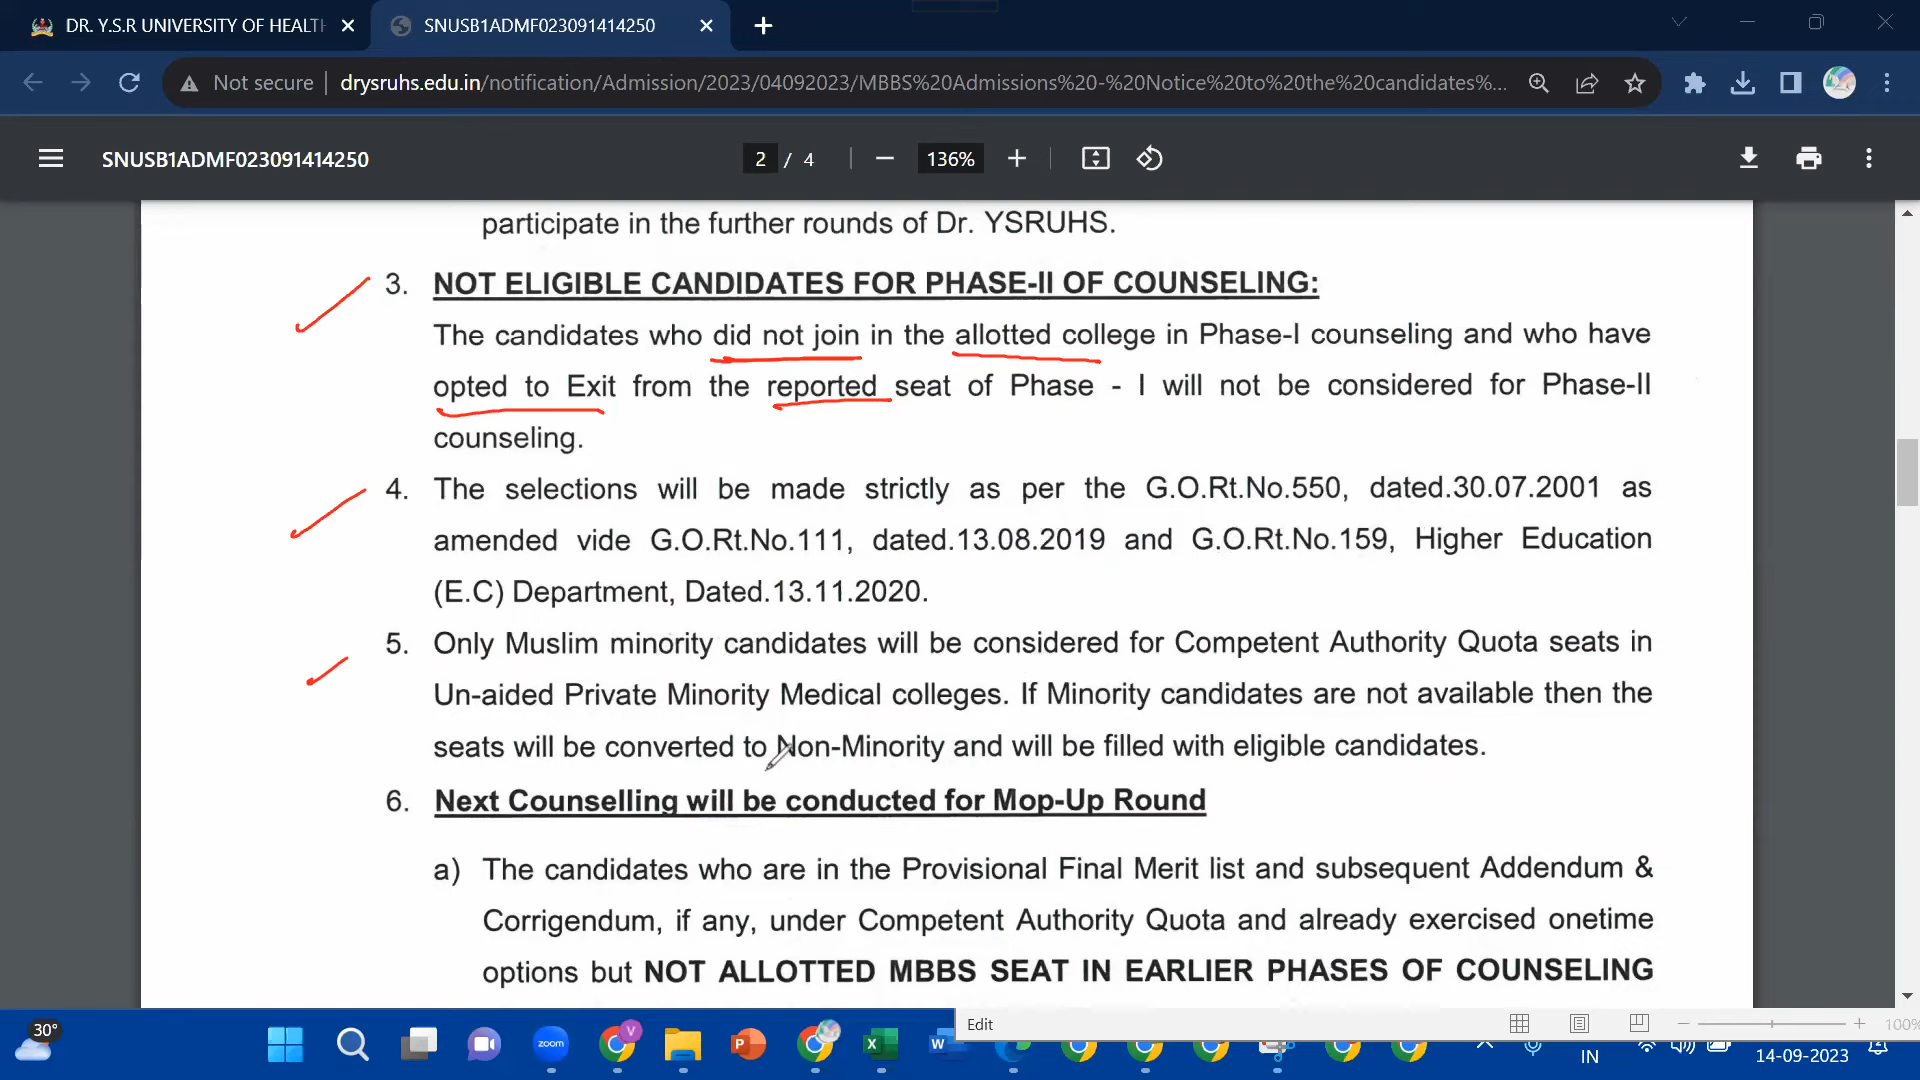 DR. Y.S.R UNIVERSITY OF HEALTH
SNUSB1ADMF023091414250
Not secure
drysruhs.edu.in/notification/Admission/2023/04092023/MBBS%20Admissions%20-%20Notice%20to%20the%20candidates%...
SNUSB1ADMF023091414250
2 / 4
136%
participate in the further rounds of Dr. YSRUHS.
3. NOT ELIGIBLE CANDIDATES FOR PHASE-II OF COUNSELING:
The candidates who did not join in the allotted college in Phase-I counseling and who have
opted to Exit from the reported seat of Phase - I will not be considered for Phase-II
counseling.
4. The selections will be made strictly as per the G.O.Rt.No.550, dated.30.07.2001 as
amended vide G.O.Rt.No.111, dated.13.08.2019 and G.O.Rt.No.159, Higher Education
(E.C) Department, Dated.13.11.2020.
5. Only Muslim minority candidates will be considered for Competent Authority Quota seats in
Un-aided Private Minority Medical colleges. If Minority candidates are not available then the
seats will be converted to Non-Minority and will be filled with eligible candidates.
6. Next Counselling will be conducted for Mop-Up Round
a) The candidates who are in the Provisional Final Merit list and subsequent Addendum &
Corrigendum, if any, under Competent Authority Quota and already exercised onetime
options but NOT ALLOTTED MBBS SEAT IN EARLIER PHASES OF COUNSELING
Edit
100%
30°
zoom
V
P
X
W
IN
14-09-2023